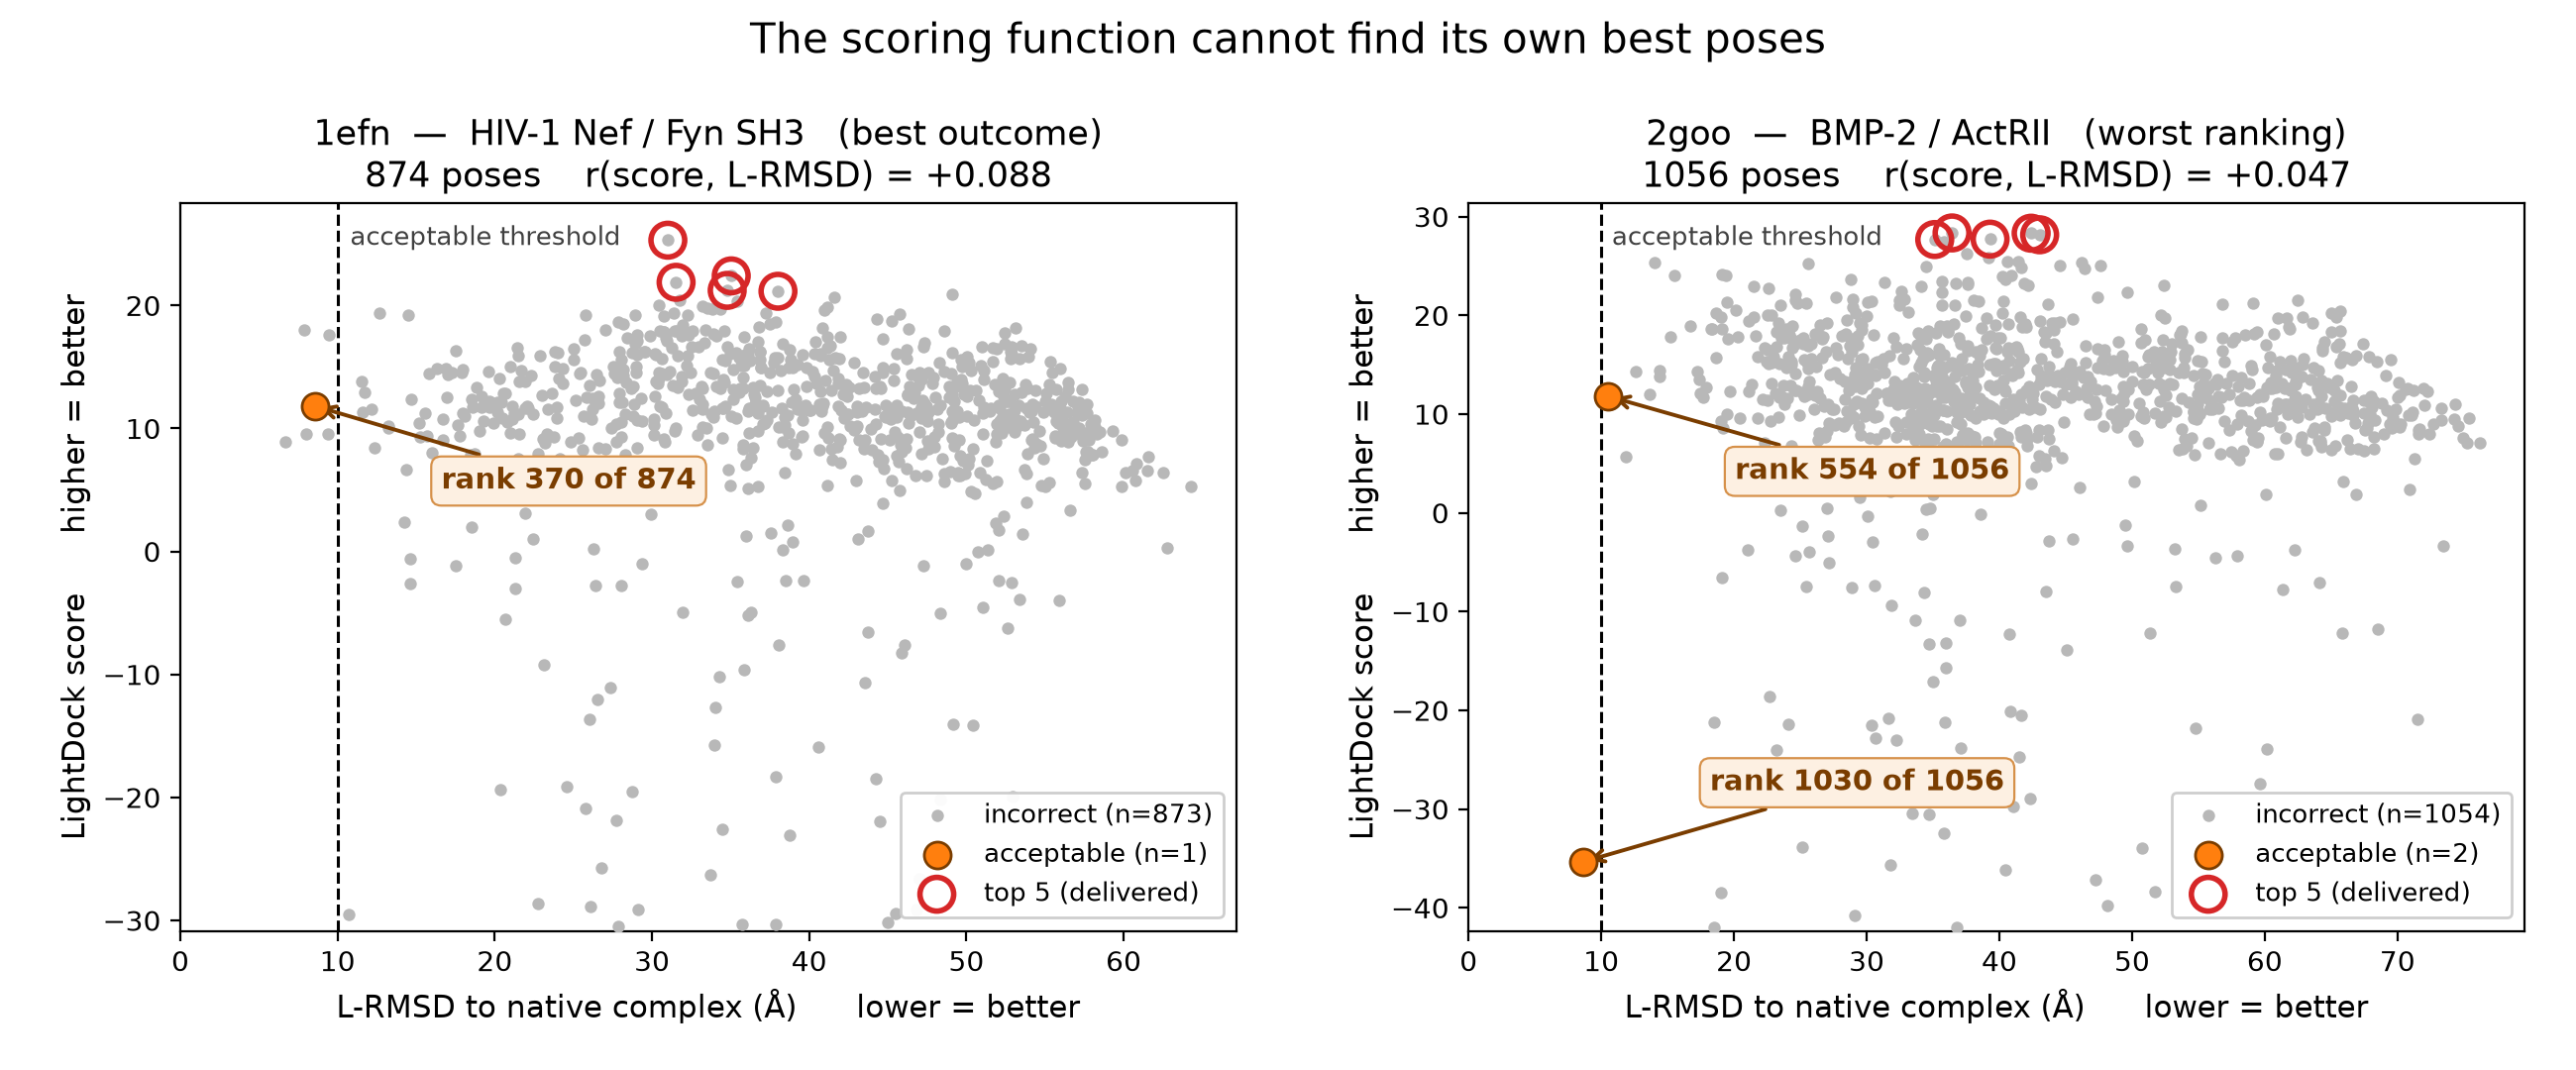 The scoring function cannot find its own best poses
1efn — HIV-1 Nef / Fyn SH3 (best outcome)
874 poses r(score, L-RMSD) = +0.088
LightDock score higher = better
20
10
0
−10
−20
−30
acceptable threshold
rank 370 of 874
incorrect (n=873)
acceptable (n=1)
top 5 (delivered)
0 10 20 30 40 50 60
L-RMSD to native complex (Å) lower = better
2goo — BMP-2 / ActRII (worst ranking)
1056 poses r(score, L-RMSD) = +0.047
LightDock score higher = better
30
20
10
0
−10
−20
−30
−40
acceptable threshold
rank 554 of 1056
rank 1030 of 1056
incorrect (n=1054)
acceptable (n=2)
top 5 (delivered)
0 10 20 30 40 50 60 70
L-RMSD to native complex (Å) lower = better